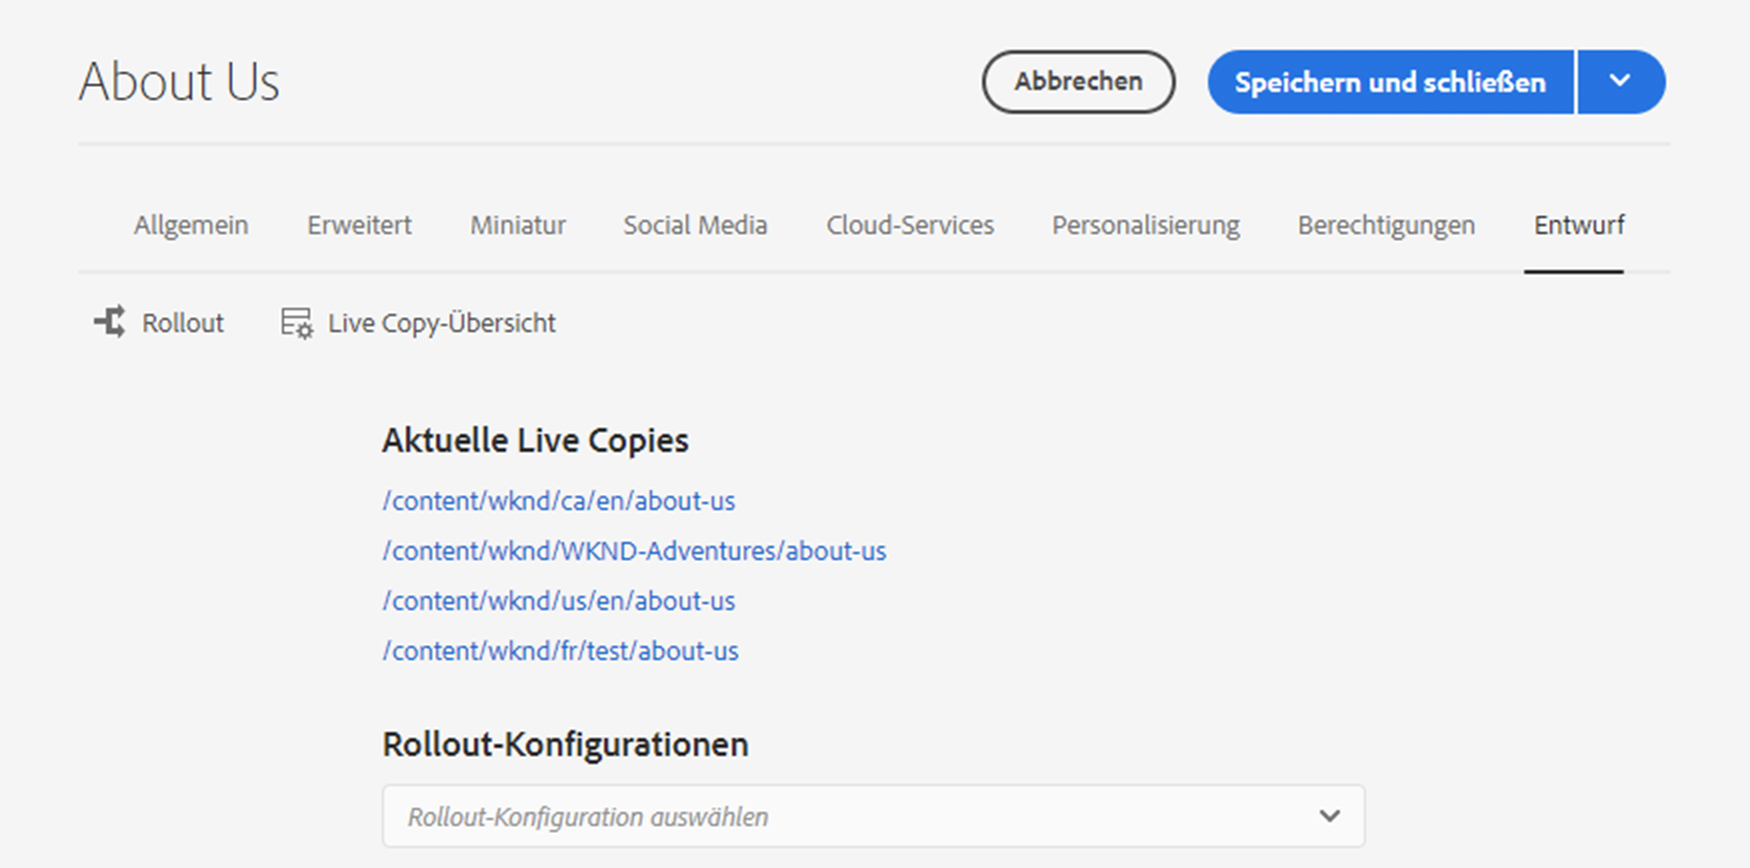 About Us
Abbrechen
Speichern und schließen
Allgemein Erweitert Miniatur Social Media Cloud-Services Personalisierung Berechtigungen Entwurf
Rollout Live Copy-Übersicht
Aktuelle Live Copies
/content/wknd/ca/en/about-us
/content/wknd/WKND-Adventures/about-us
/content/wknd/us/en/about-us
/content/wknd/fr/test/about-us
Rollout-Konfigurationen
Rollout-Konfiguration auswählen